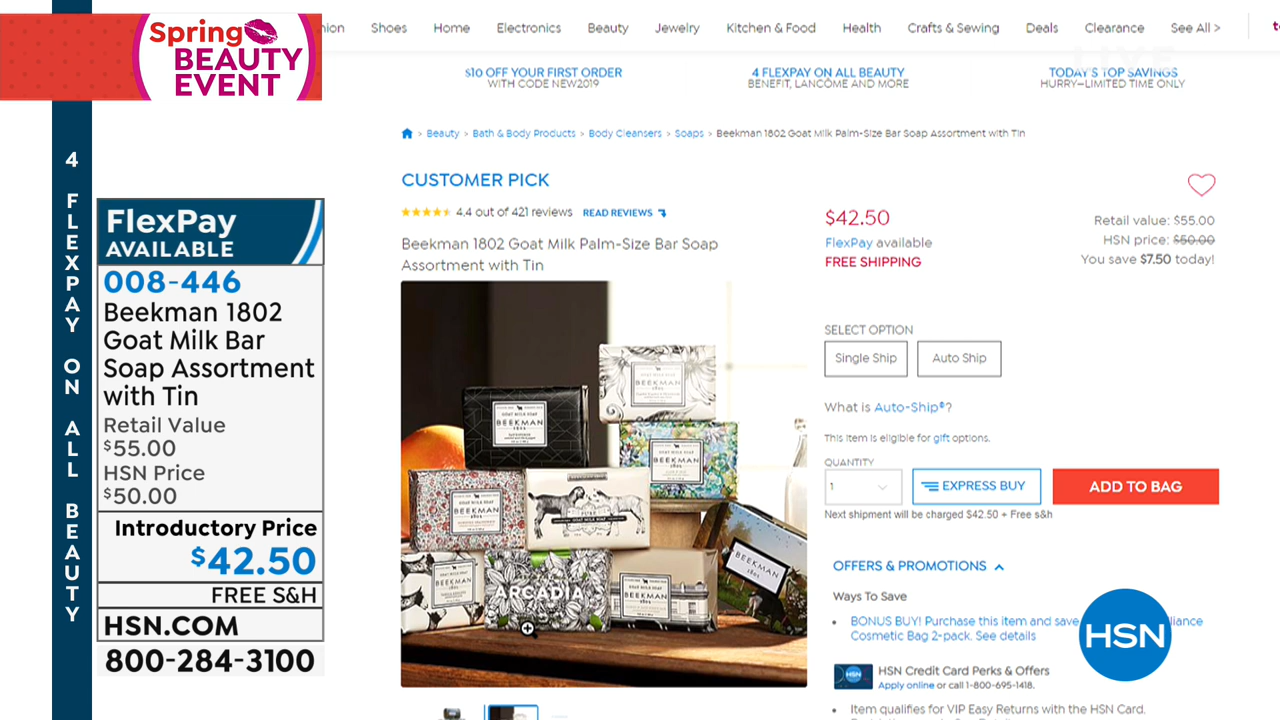 Spring
BEAUTY
EVENT
Shoes
Home
Electronics
Beauty
Jewelry
Kitchen & Food
Health
Crafts & Sewing
Deals
Clearance
See All >
LIVE
$10 OFF YOUR FIRST ORDER
WITH CODE NEW2019
4 FLEXPAY ON ALL BEAUTY
BENEFIT, LANCOME AND MORE
TODAY'S TOP SAVINGS
HURRY—LIMITED TIME ONLY
> Beauty > Bath & Body Products > Body Cleansers > Soaps > Beekman 1802 Goat Milk Palm-Size Bar Soap Assortment with Tin
4 FLEXPAY ON ALL BEAUTY
FlexPay
AVAILABLE
008-446
Beekman 1802
Goat Milk Bar
Soap Assortment
with Tin
Retail Value
$55.00
HSN Price
$50.00
Introductory Price
$42.50
FREE S&H
HSN.COM
800-284-3100
CUSTOMER PICK
4.4 out of 421 reviews READ REVIEWS
Beekman 1802 Goat Milk Palm-Size Bar Soap
Assortment with Tin
BEEKMAN
1802
BEEKMAN
BEEKMAN
BEEKMAN
BEEKMAN
BEEKMAN
1802
ARCADIA
BEEKMAN
1802
$42.50
FlexPay available
FREE SHIPPING
Retail value: $55.00
HSN price: $50.00
You save $7.50 today!
SELECT OPTION
Single Ship
Auto Ship
What is Auto-Ship®?
This item is eligible for gift options.
QUANTITY
1
EXPRESS BUY
ADD TO BAG
Next shipment will be charged $42.50 + Free s&h
OFFERS & PROMOTIONS
Ways To Save
BONUS BUY! Purchase this item and save
Cosmetic Bag 2-pack. See details
HSN
HSN
HSN Credit Card Perks & Offers
Apply online or call 1-800-695-1418.
Item qualifies for VIP Easy Returns with the HSN Card.